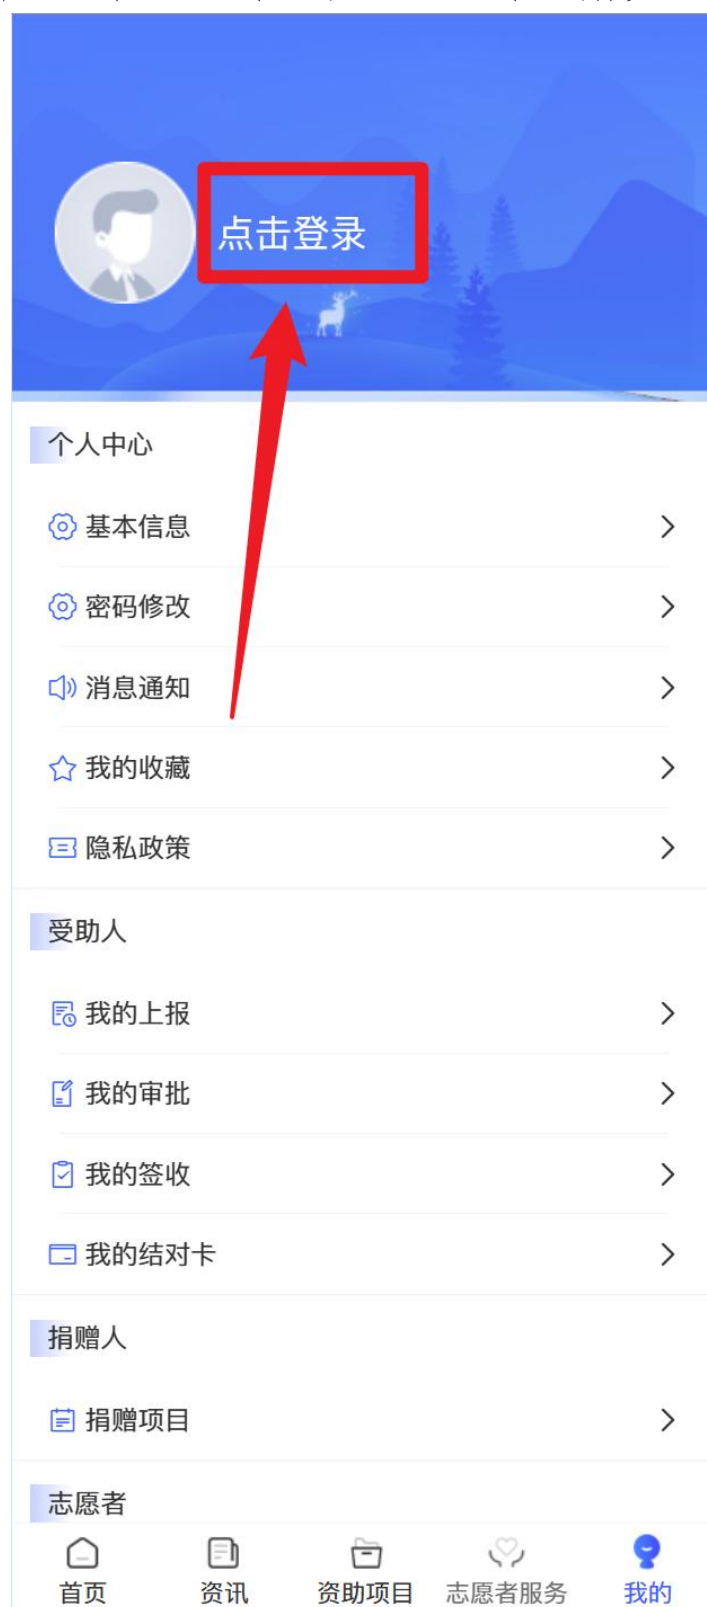 点击登录
个人中心
基本信息
密码修改
消息通知
我的收藏
隐私政策
受助人
我的上报
我的审批
我的签收
我的结对卡
捐赠人
捐赠项目
志愿者
首页 资讯 资助项目 志愿者服务 我的